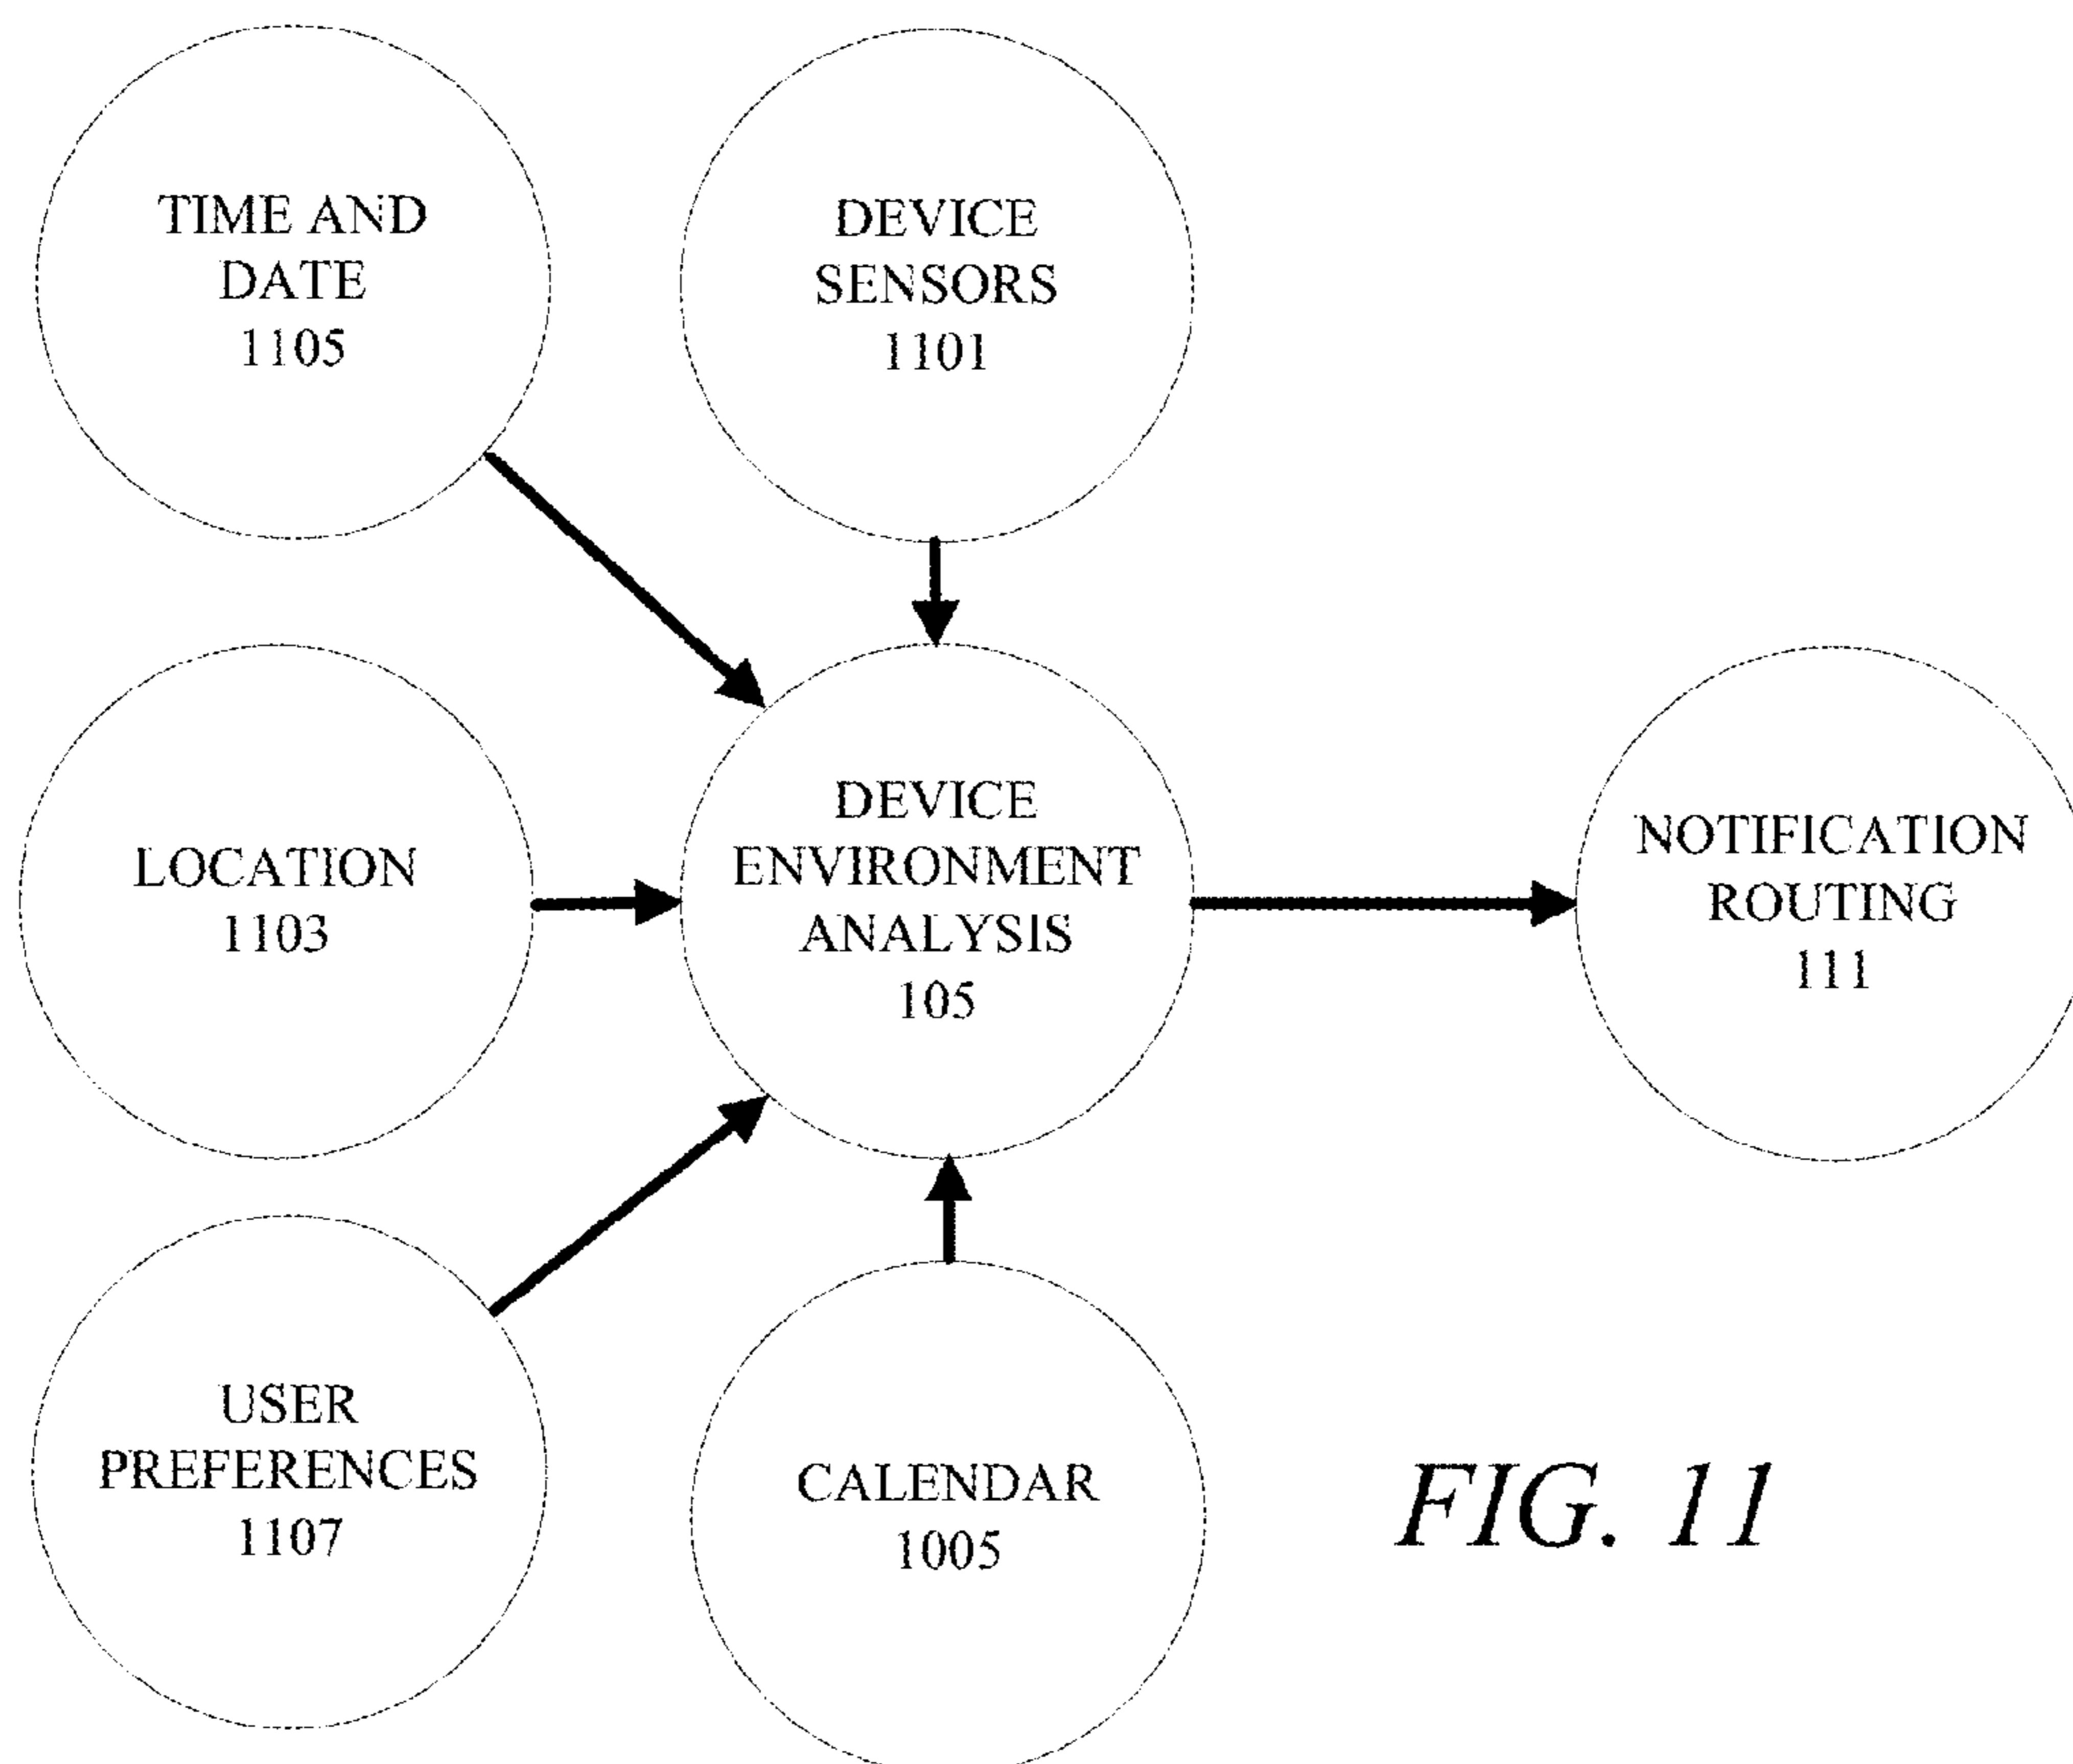 TIME AND
DATE
1105
DEVICE
SENSORS
1101
LOCATION
1103
DEVICE
ENVIRONMENT
ANALYSIS
105
NOTIFICATION
ROUTING
111
USER
PREFERENCES
1107
CALENDAR
1005
FIG. 11